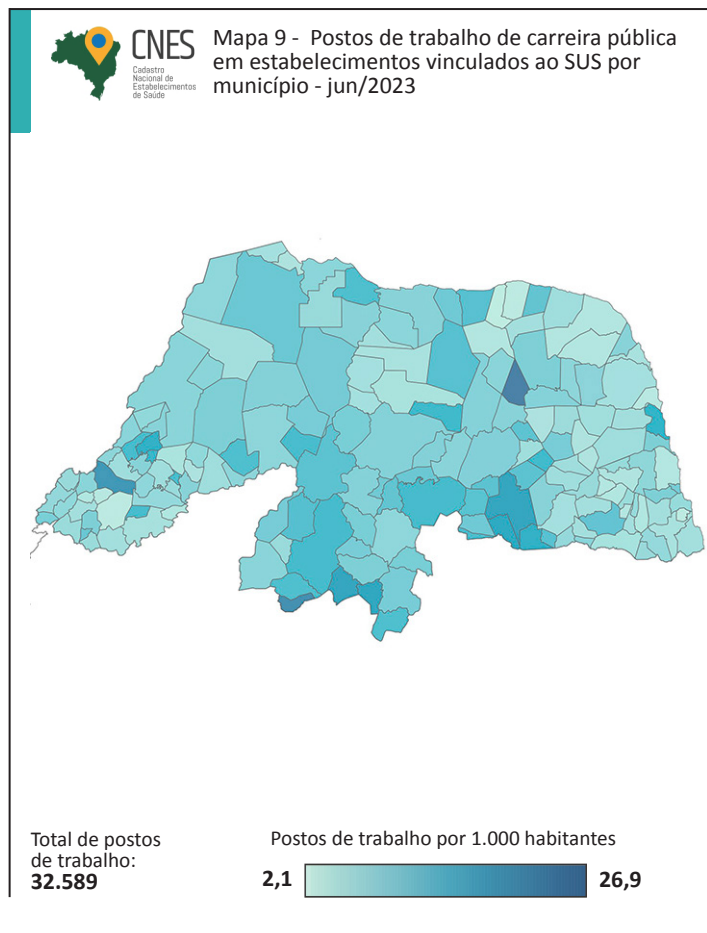 CNES
Cadastro
Nacional de
Estabelecimentos
de Saúde
Mapa 9 - Postos de trabalho de carreira pública
em estabelecimentos vinculados ao SUS por
município - jun/2023
Total de postos
de trabalho:
32.589
Postos de trabalho por 1.000 habitantes
2,1
26,9